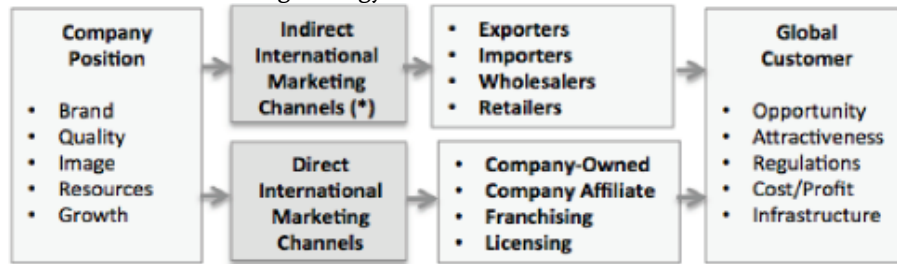 Company
Position
• Brand
• Quality
• Image
• Resources
• Growth
Indirect
International
Marketing
Channels (*)
• Exporters
• Importers
• Wholesalers
• Retailers
Direct
International
Marketing
Channels
• Company-Owned
• Company Affiliate
• Franchising
• Licensing
Global
Customer
• Opportunity
• Attractiveness
• Regulations
• Cost/Profit
• Infrastructure